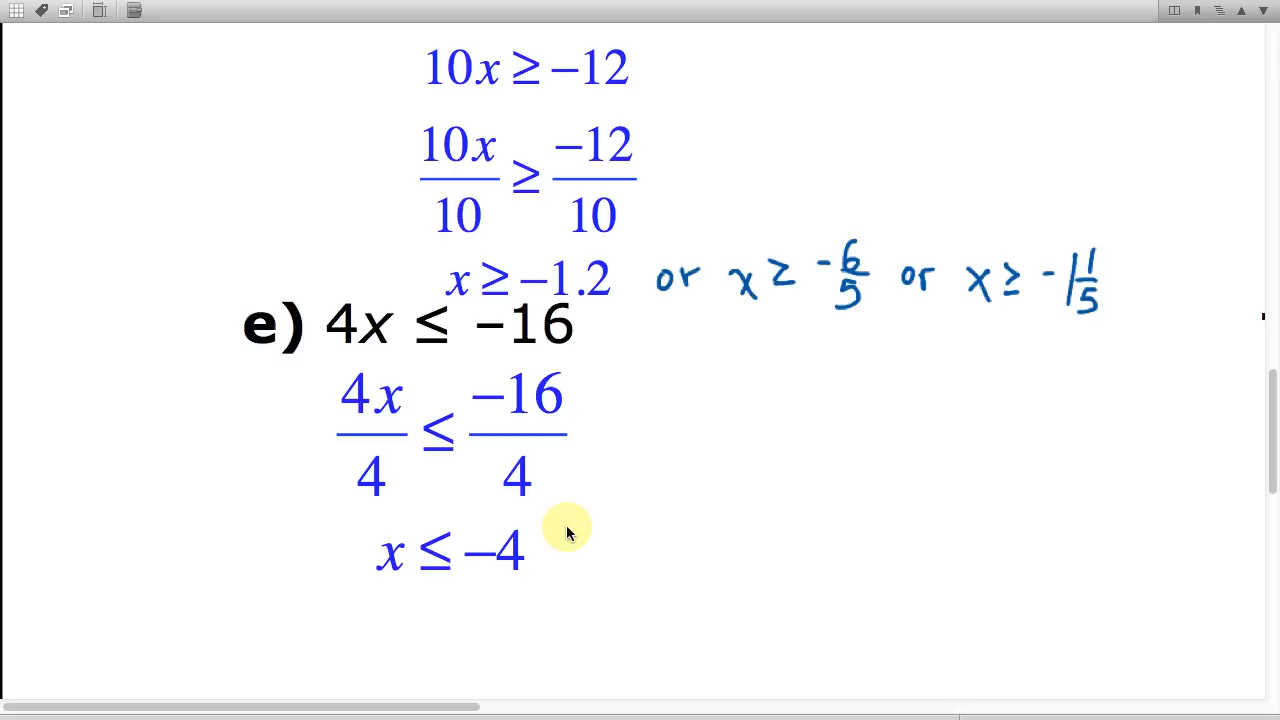 10x ≥ −12
10x/10 ≥ −12/10
x ≥ −1.2 or x ≥ -6/5 or x ≥ -1 1/5
e) 4x ≤ −16
4x/4 ≤ −16/4
x ≤ −4